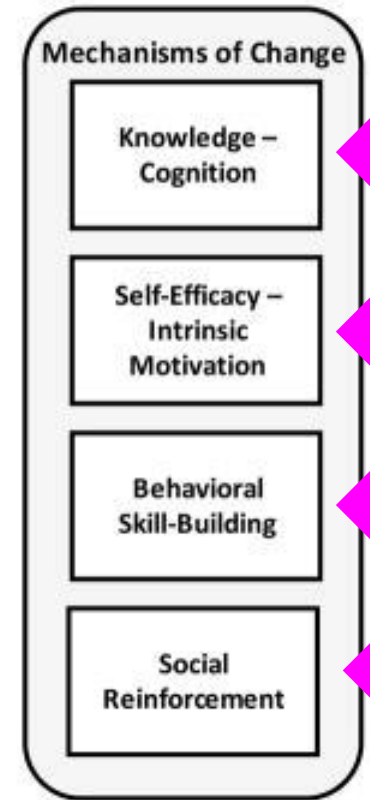 Mechanisms of Change
Knowledge –
Cognition
Self-Efficacy –
Intrinsic
Motivation
Behavioral
Skill-Building
Social
Reinforcement